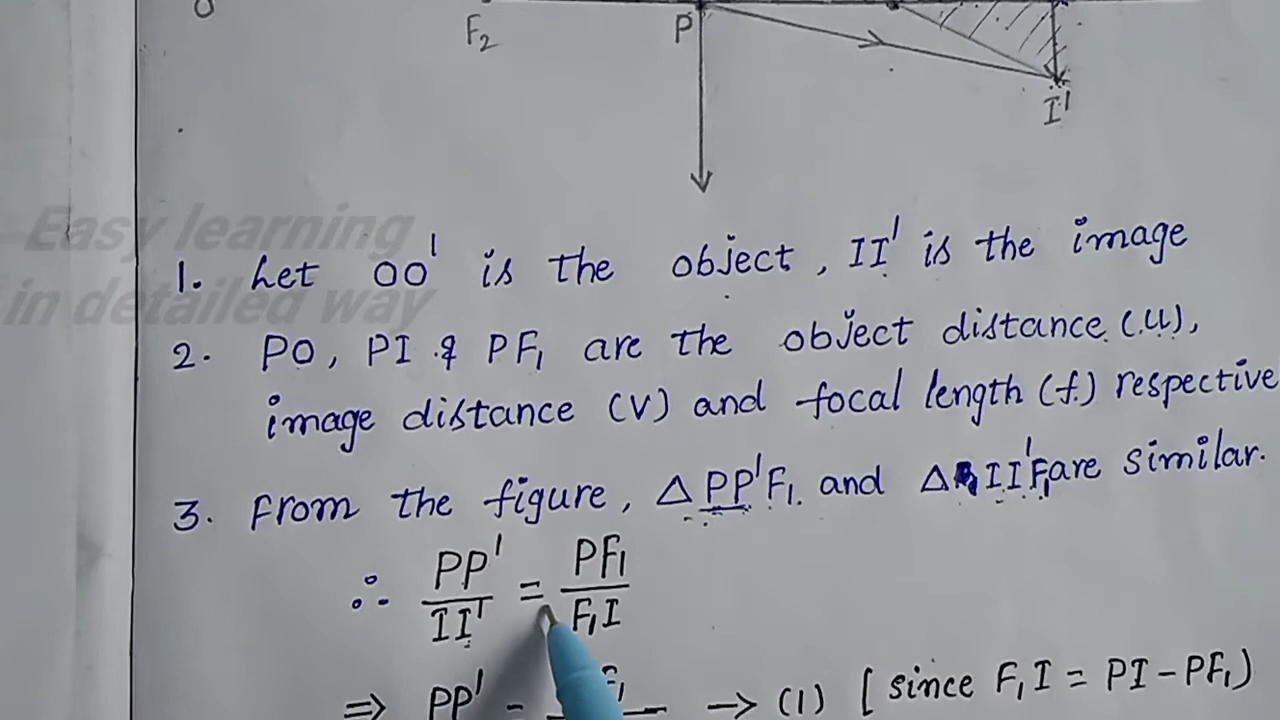 O
F₂
P
I'
Easy learning
in detailed way
1. Let OO' is the object, II' is the image
2. PO, PI & PF₁ are the object distance (u),
image distance (v) and focal length (f) respective
3. From the figure, △ PP'F₁ and △ II'F₁ are similar.
∴ PP'/II' = PF₁/F₁I
⇒ PP' → (1) [since F₁I = PI - PF₁)